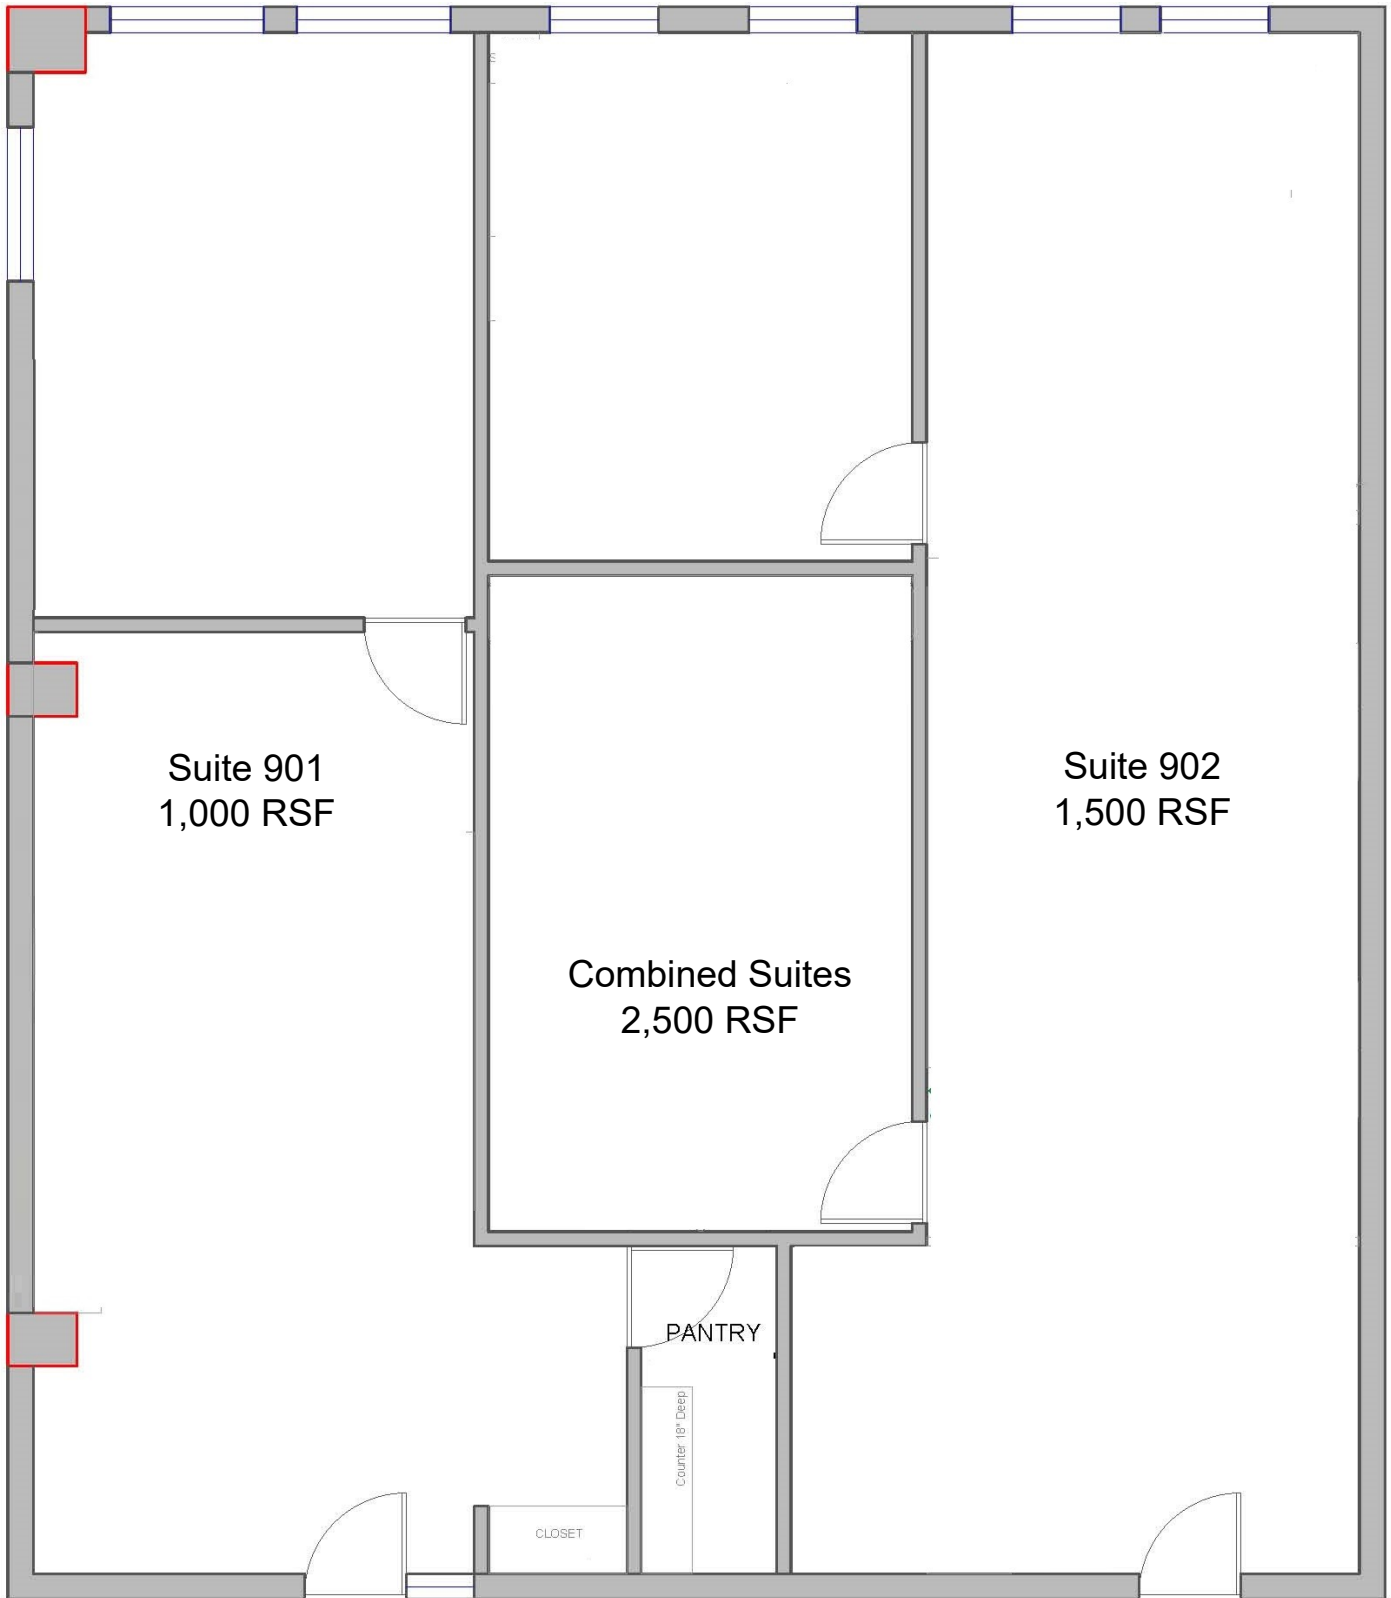 Suite 901
1,000 RSF
Suite 902
1,500 RSF
Combined Suites
2,500 RSF
PANTRY
Counter 18" Deep
CLOSET